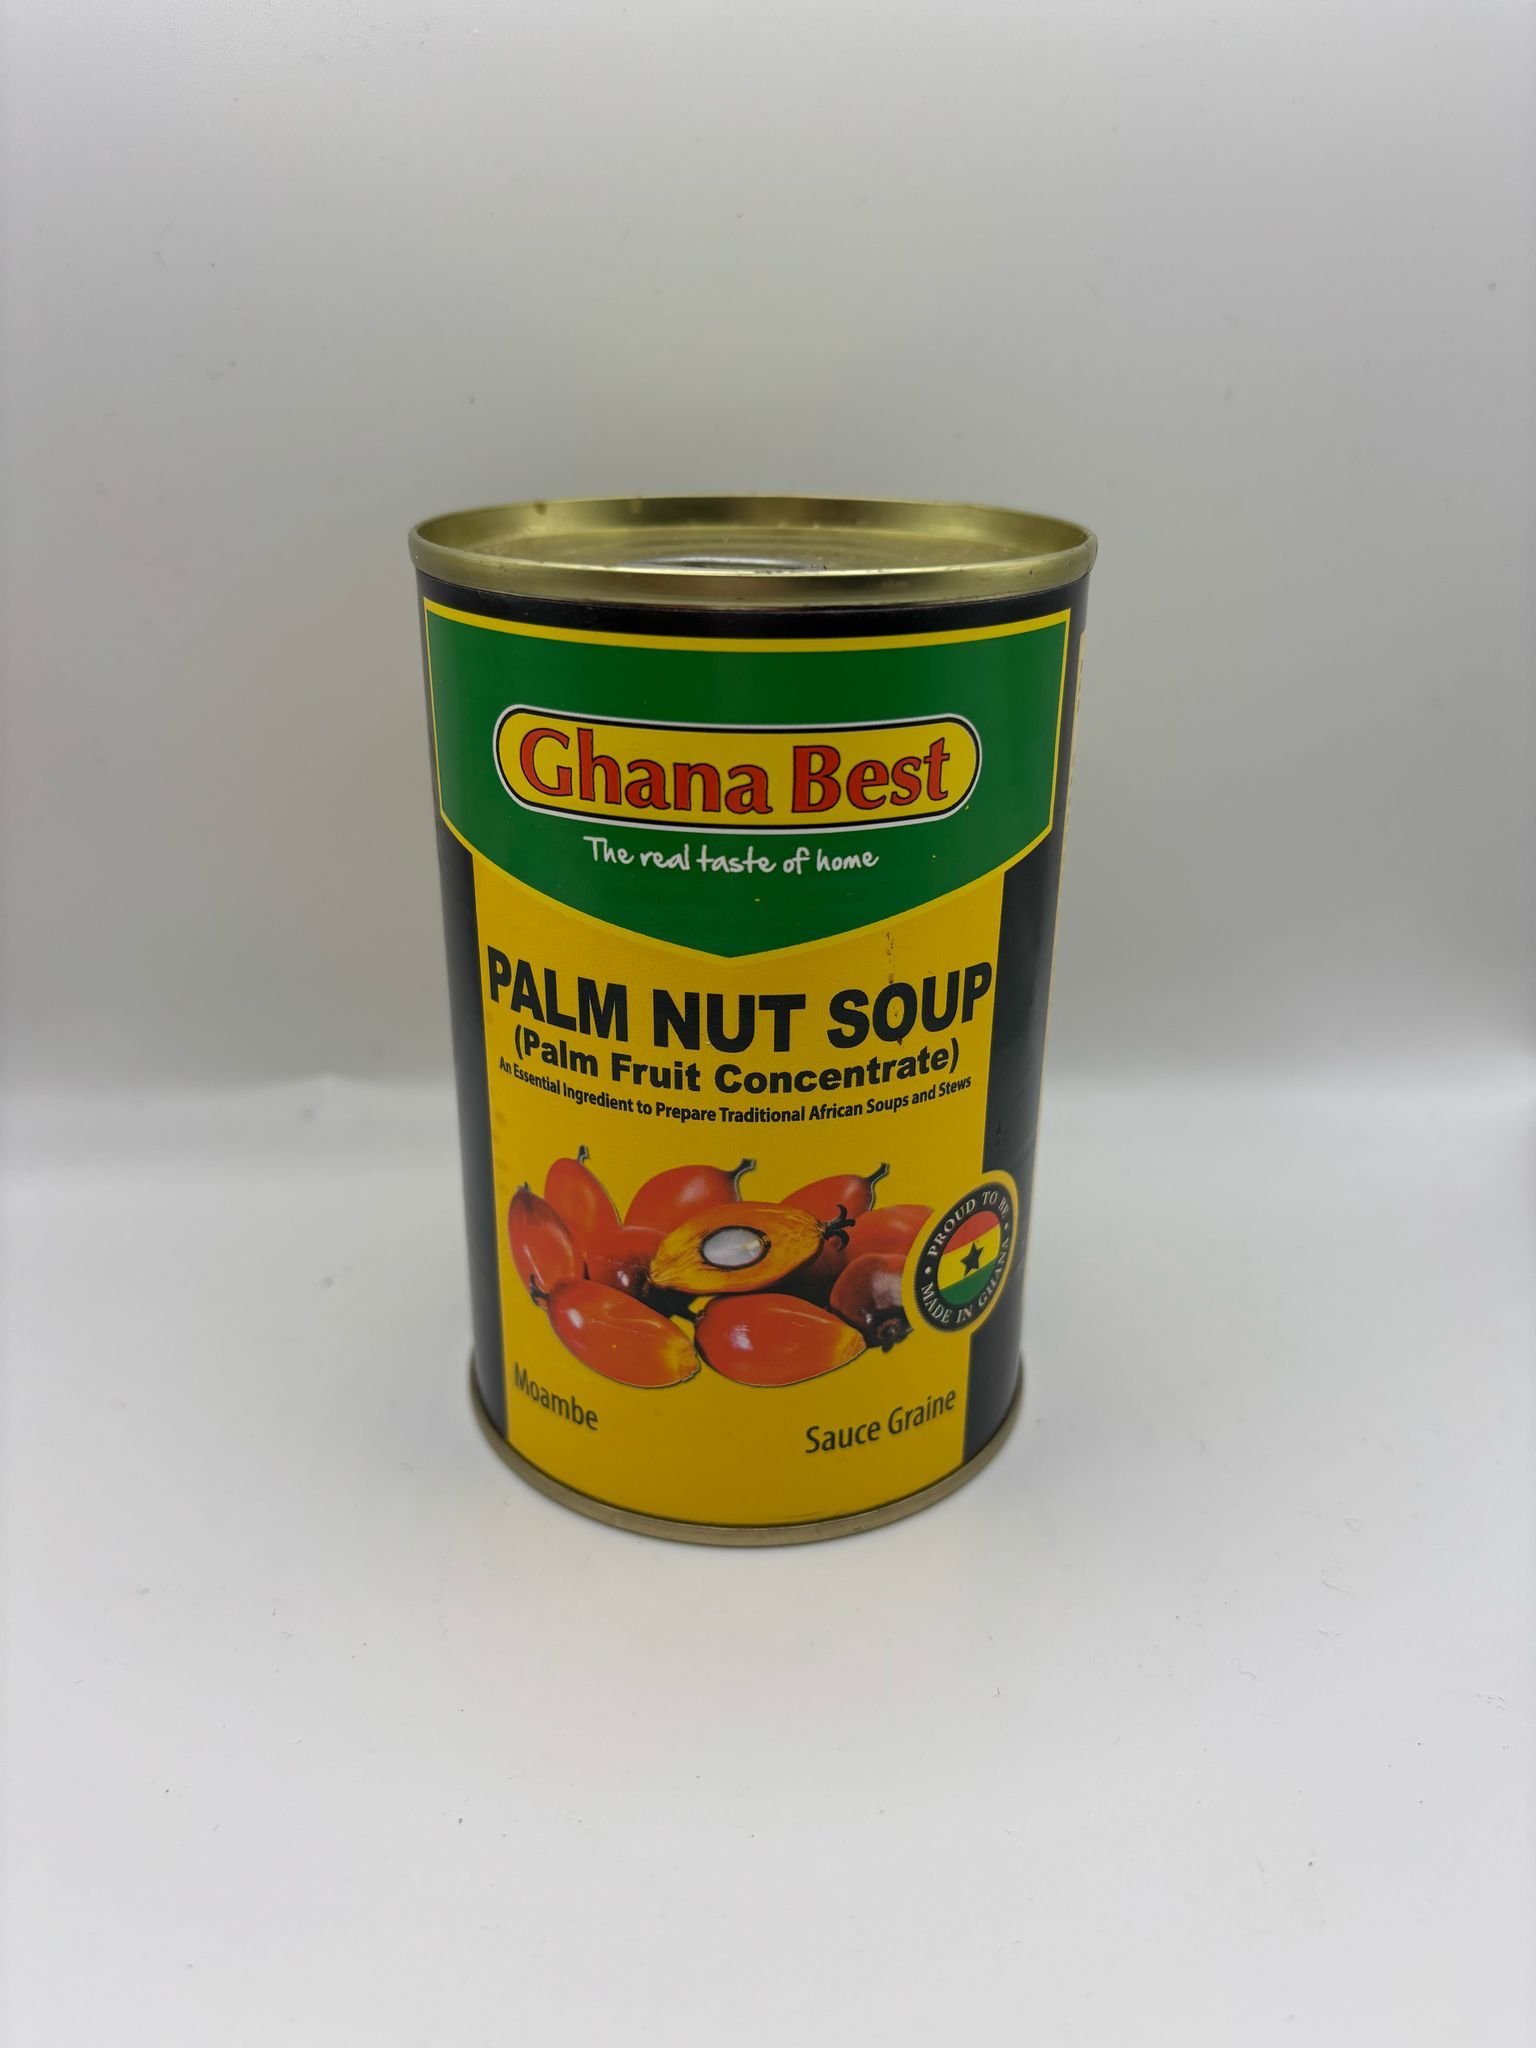 Ghana Best
The real taste of home
PALM NUT SOUP
(Palm Fruit Concentrate)
An Essential Ingredient to Prepare Traditional African Soups and Stews
• PROUD TO BE •
MADE IN GHANA
Moambe
Sauce Graine